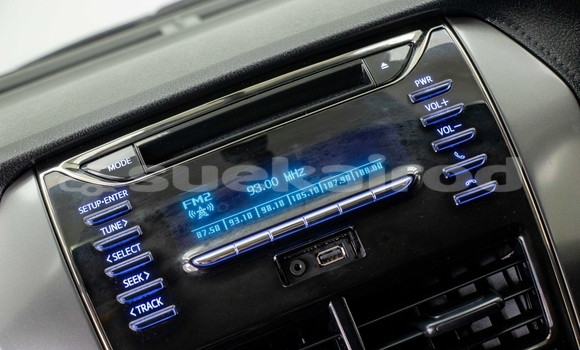 MODE
PWR
VOL+
VOL−
SETUP·ENTER
TUNE>
<SELECT
SEEK>
<TRACK
FM2
93.00 MHZ
87.50 | 93.10 | 98.10 | 105.10 | 107.90 | 108.00